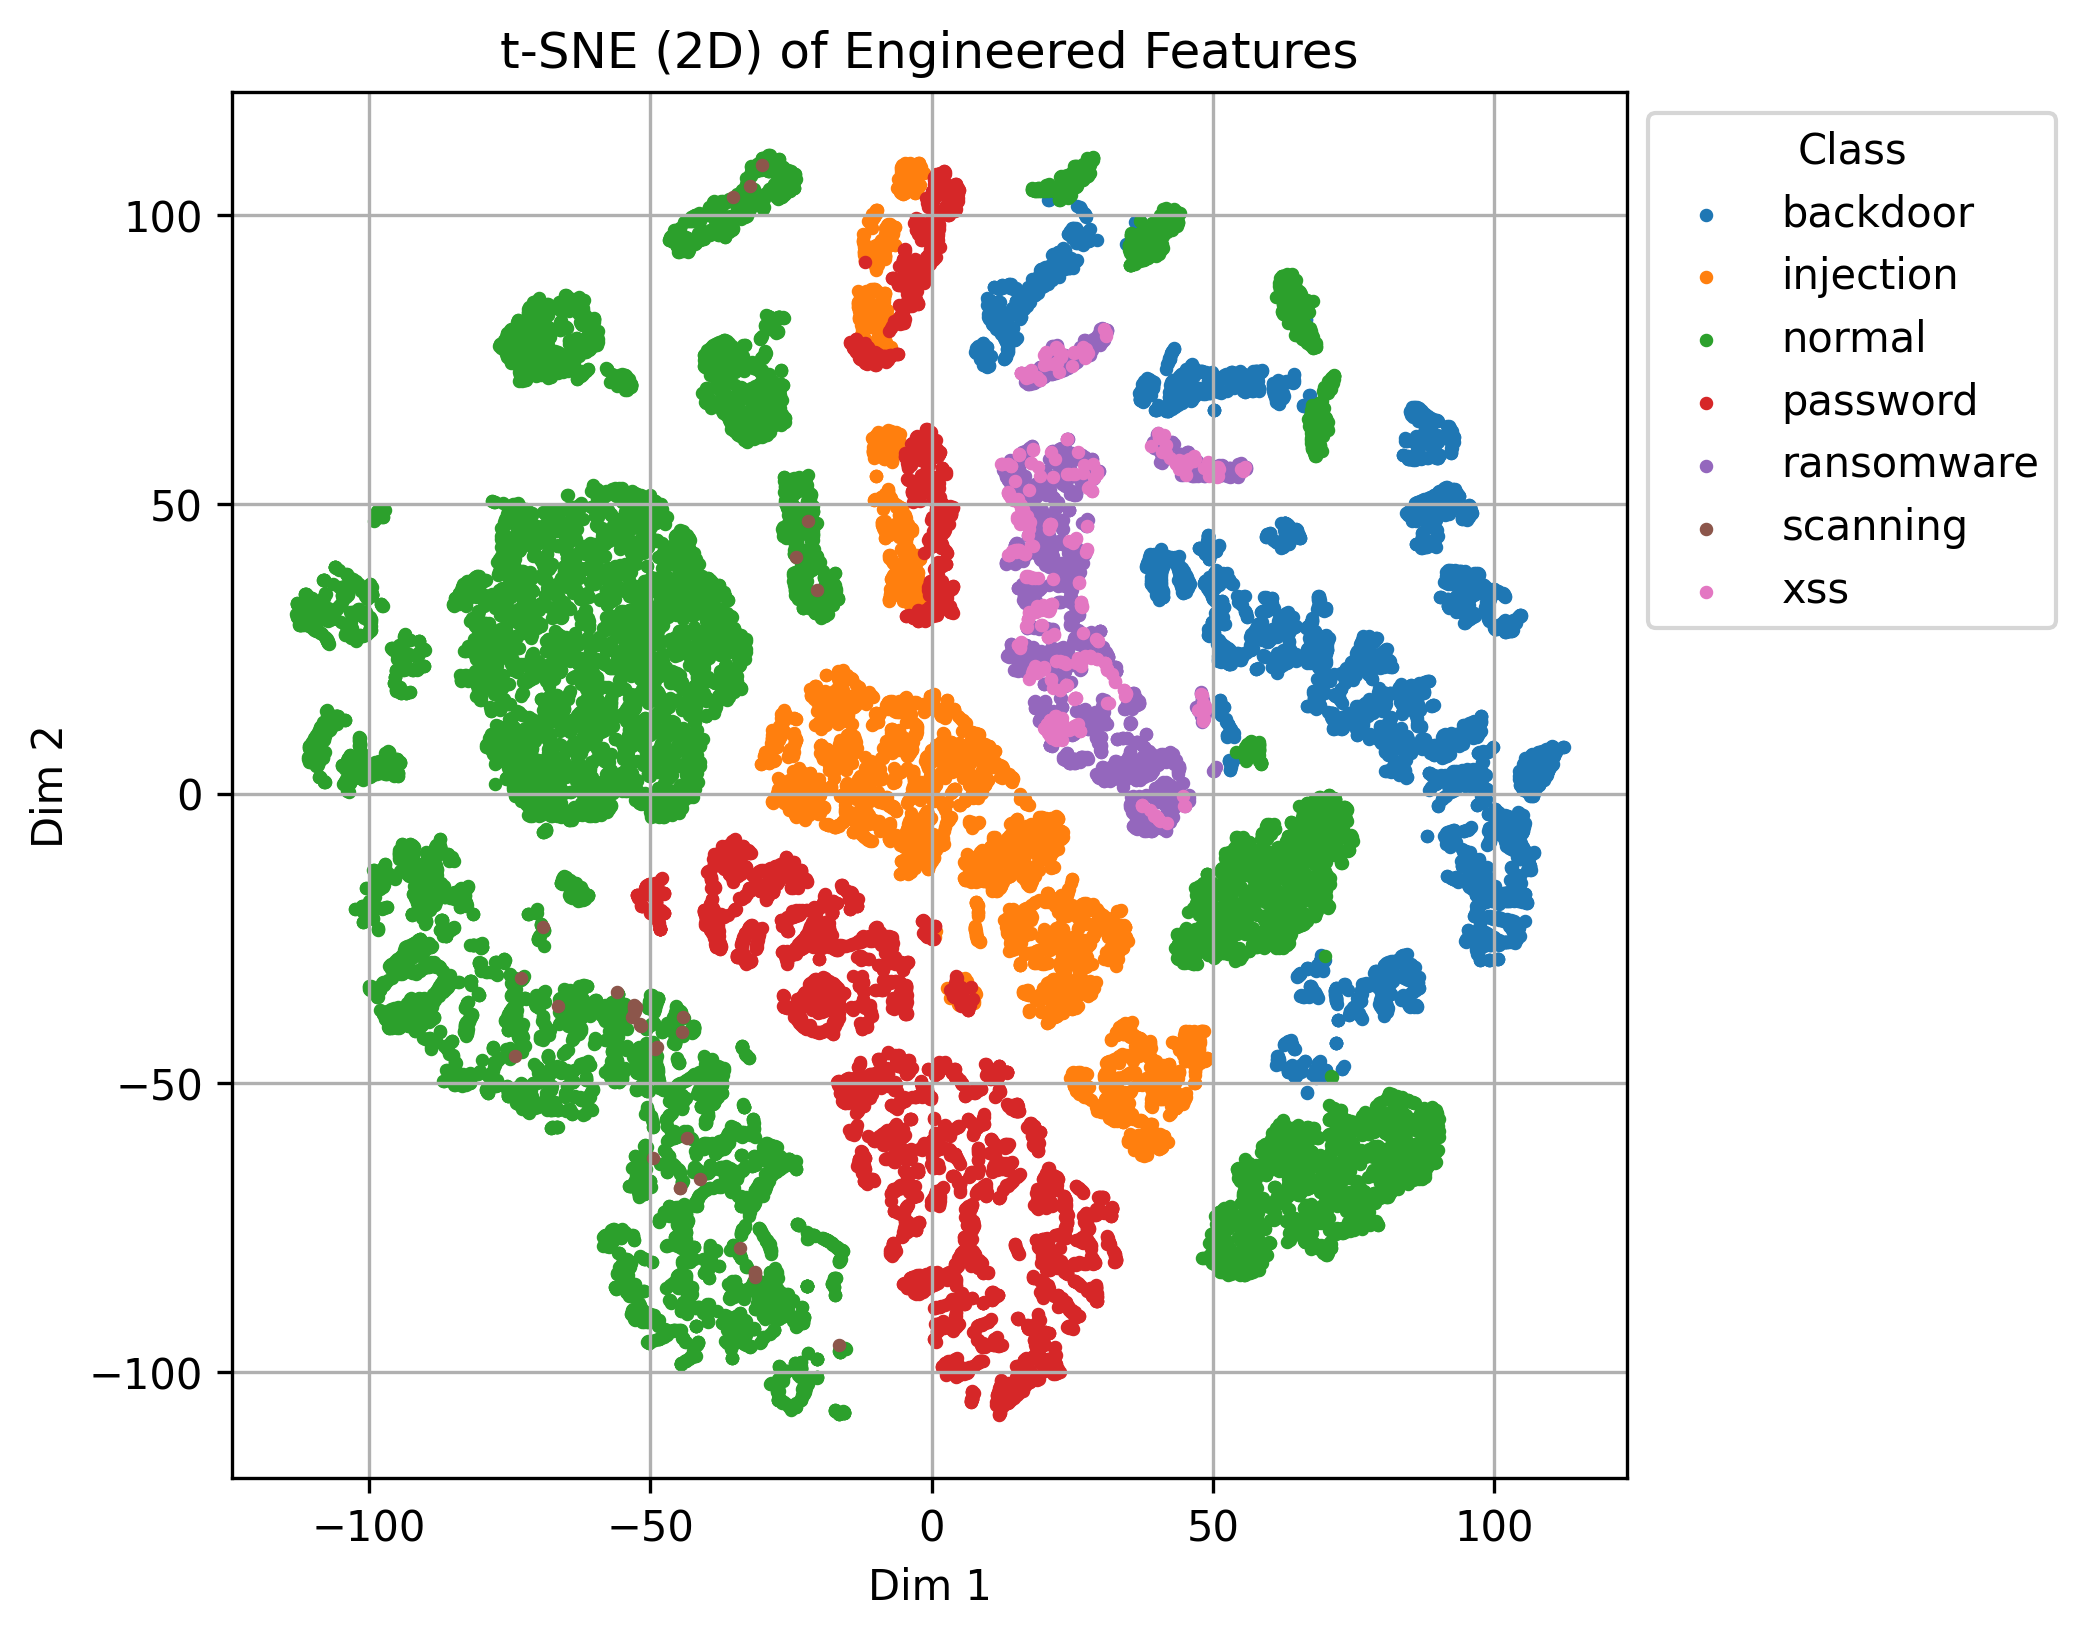 t-SNE (2D) of Engineered Features
Class
backdoor
injection
normal
password
ransomware
scanning
xss
100
50
0
−50
−100
Dim 2
−100
−50
0
50
100
Dim 1